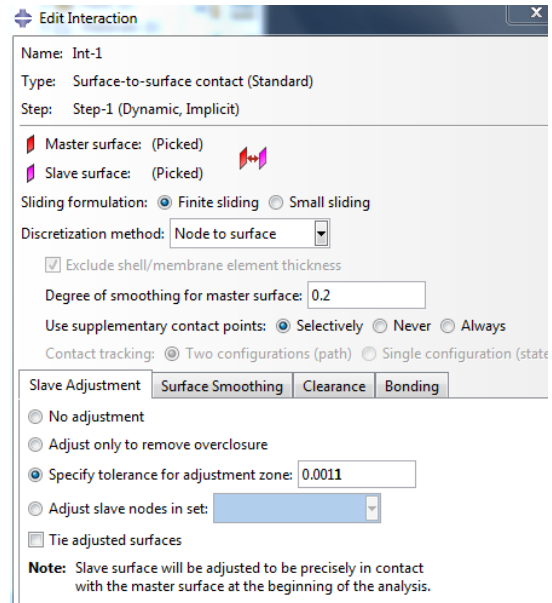 Edit Interaction
x
Name: Int-1
Type: Surface-to-surface contact (Standard)
Step: Step-1 (Dynamic, Implicit)
Master surface: (Picked)
Slave surface: (Picked)
Sliding formulation: Finite sliding Small sliding
Discretization method: Node to surface
Exclude shell/membrane element thickness
Degree of smoothing for master surface: 0.2
Use supplementary contact points: Selectively Never Always
Contact tracking: Two configurations (path) Single configuration (state
Slave Adjustment Surface Smoothing Clearance Bonding
No adjustment
Adjust only to remove overclosure
Specify tolerance for adjustment zone: 0.0011
Adjust slave nodes in set:
Tie adjusted surfaces
Note: Slave surface will be adjusted to be precisely in contact
with the master surface at the beginning of the analysis.